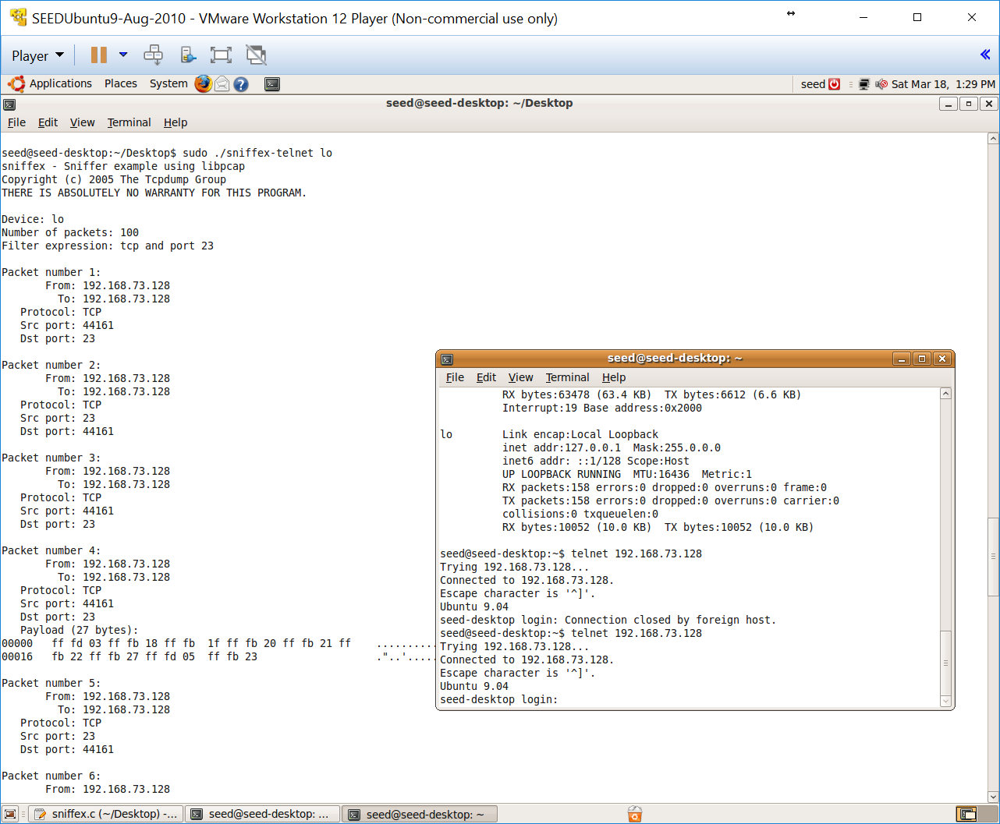 SEEDUbuntu9-Aug-2010 - VMware Workstation 12 Player (Non-commercial use only)
Player
Applications Places System seed Sat Mar 18, 1:29 PM
seed@seed-desktop: ~/Desktop
File Edit View Terminal Help
seed@seed-desktop:~/Desktop$ sudo ./sniffex-telnet lo
sniffex - Sniffer example using libpcap
Copyright (c) 2005 The Tcpdump Group
THERE IS ABSOLUTELY NO WARRANTY FOR THIS PROGRAM.
Device: lo
Number of packets: 100
Filter expression: tcp and port 23
Packet number 1:
From: 192.168.73.128
To: 192.168.73.128
Protocol: TCP
Src port: 44161
Dst port: 23
Packet number 2:
From: 192.168.73.128
To: 192.168.73.128
Protocol: TCP
Src port: 23
Dst port: 44161
Packet number 3:
From: 192.168.73.128
To: 192.168.73.128
Protocol: TCP
Src port: 44161
Dst port: 23
Packet number 4:
From: 192.168.73.128
To: 192.168.73.128
Protocol: TCP
Src port: 44161
Dst port: 23
Payload (27 bytes):
00000 ff fd 03 ff fb 18 ff fb 1f ff fb 20 ff fb 21 ff ..........
00016 fb 22 ff fb 27 ff fd 05 ff fb 23 ."..'.....
Packet number 5:
From: 192.168.73.128
To: 192.168.73.128
Protocol: TCP
Src port: 23
Dst port: 44161
Packet number 6:
From: 192.168.73.128
seed@seed-desktop: ~
File Edit View Terminal Help
RX bytes:63478 (63.4 KB) TX bytes:6612 (6.6 KB)
Interrupt:19 Base address:0x2000
lo Link encap:Local Loopback
inet addr:127.0.0.1 Mask:255.0.0.0
inet6 addr: ::1/128 Scope:Host
UP LOOPBACK RUNNING MTU:16436 Metric:1
RX packets:158 errors:0 dropped:0 overruns:0 frame:0
TX packets:158 errors:0 dropped:0 overruns:0 carrier:0
collisions:0 txqueuelen:0
RX bytes:10052 (10.0 KB) TX bytes:10052 (10.0 KB)
seed@seed-desktop:~$ telnet 192.168.73.128
Trying 192.168.73.128...
Connected to 192.168.73.128.
Escape character is '^]'.
Ubuntu 9.04
seed-desktop login: Connection closed by foreign host.
seed@seed-desktop:~$ telnet 192.168.73.128
Trying 192.168.73.128...
Connected to 192.168.73.128.
Escape character is '^]'.
Ubuntu 9.04
seed-desktop login:
sniffex.c (~/Desktop) -... seed@seed-desktop: ... seed@seed-desktop: ~